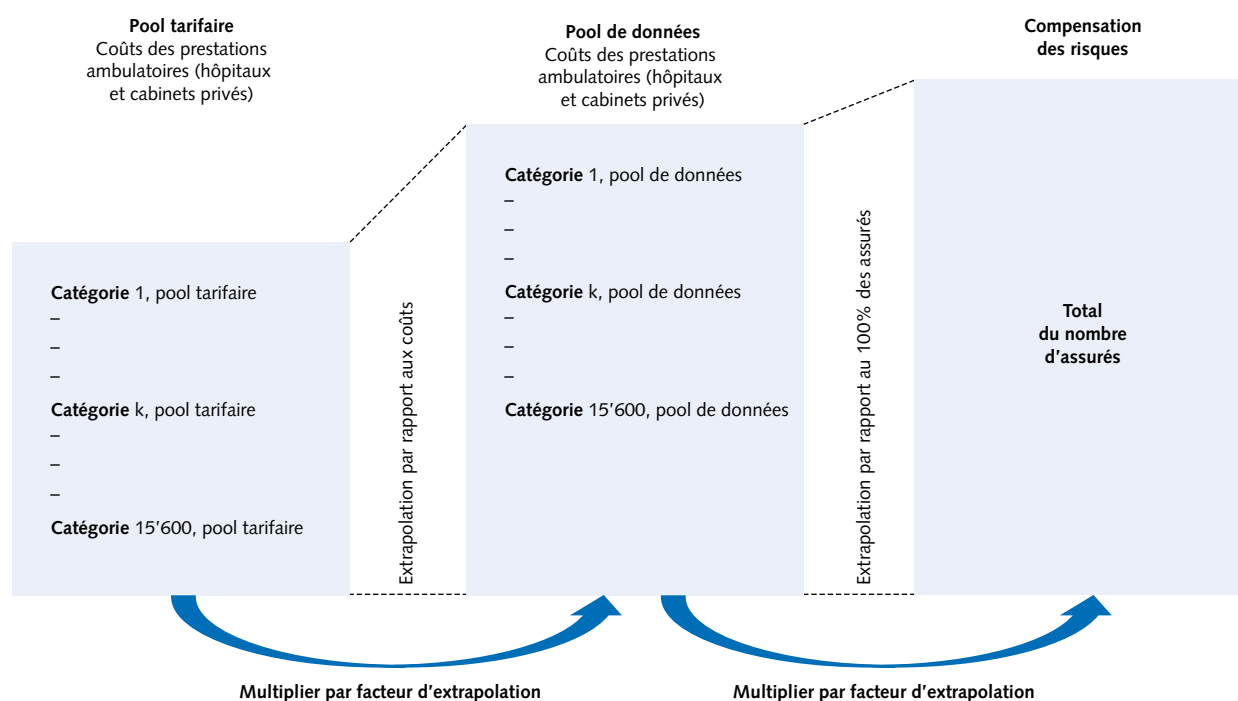 Pool tarifaire
Coûts des prestations
ambulatoires (hôpitaux
et cabinets privés)
Pool de données
Coûts des prestations
ambulatoires (hôpitaux
et cabinets privés)
Compensation
des risques
Catégorie 1, pool tarifaire
–
–
–
Catégorie k, pool tarifaire
–
–
–
Catégorie 15’600, pool tarifaire
Extrapolation par rapport aux coûts
Catégorie 1, pool de données
–
–
–
Catégorie k, pool de données
–
–
–
Catégorie 15’600, pool de données
Extrapolation par rapport au 100% des assurés
Total
du nombre
d’assurés
Multiplier par facteur d’extrapolation
Multiplier par facteur d’extrapolation